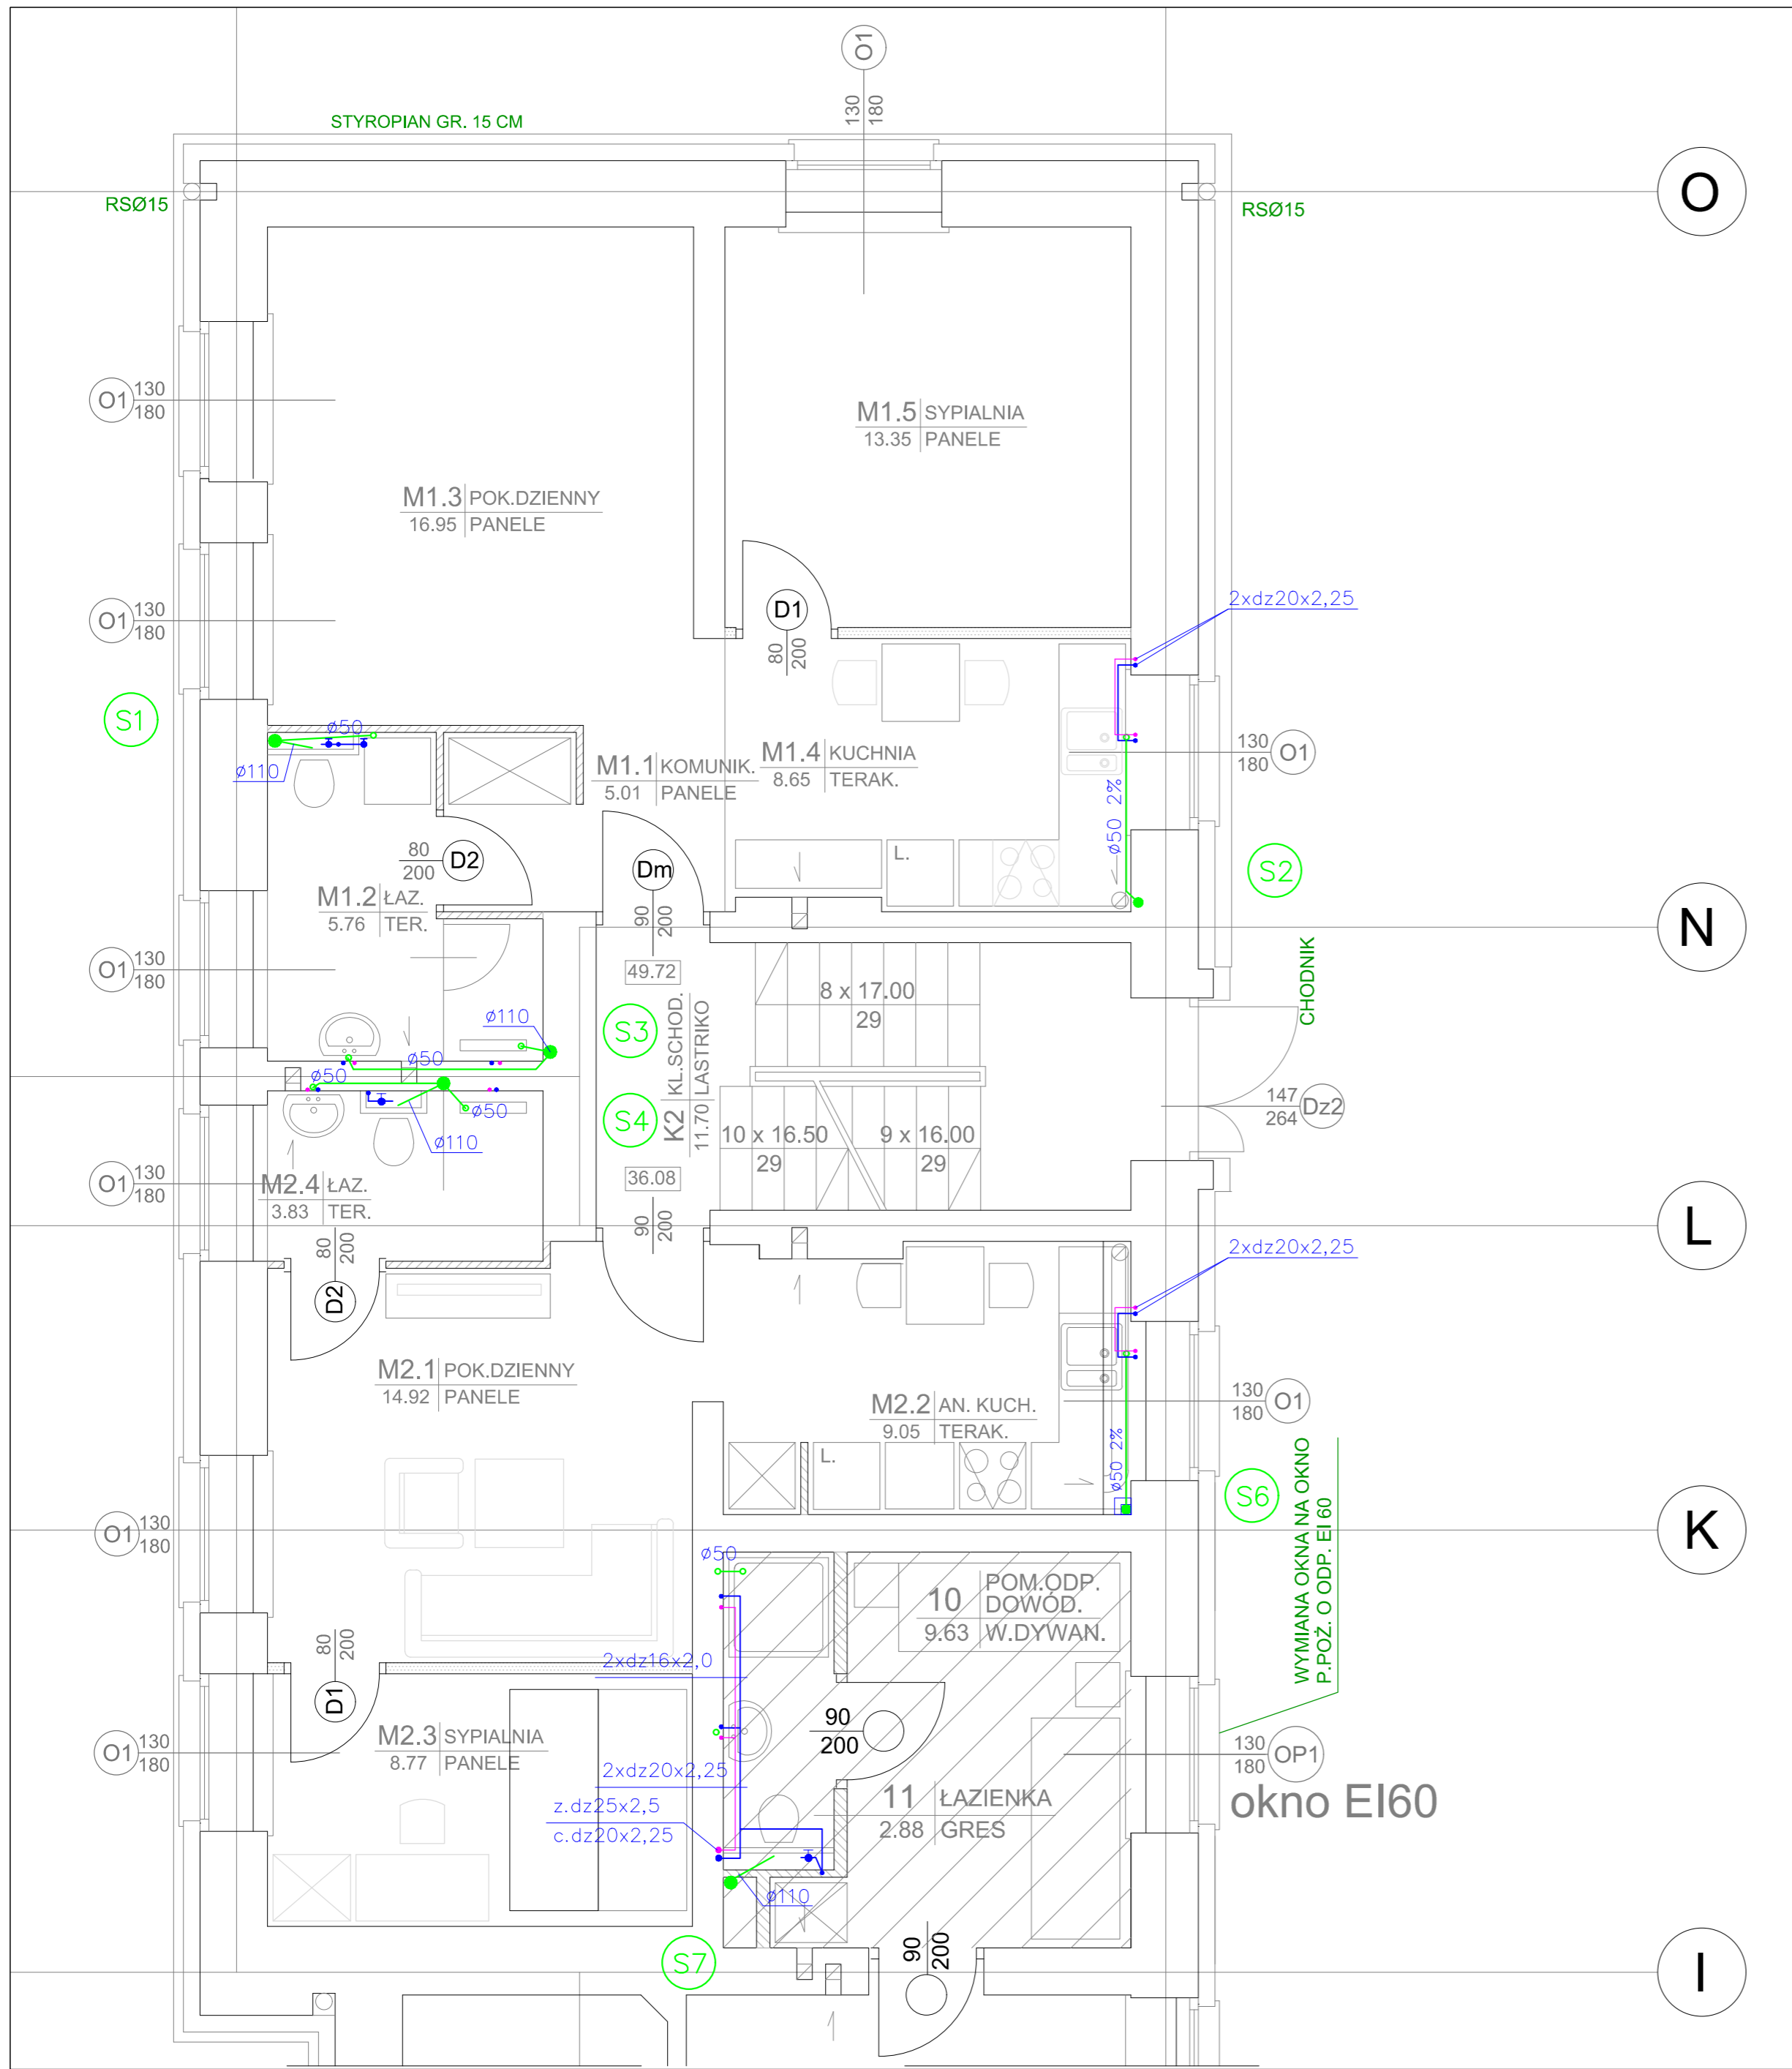 O1
130
180
STYROPIAN GR. 15 CM
O
RSØ15
RSØ15
O1 130
180
M1.5 SYPIALNIA
13.35 PANELE
M1.3 POK.DZIENNY
16.95 PANELE
O1 130
180
D1
80
200
2xdz20x2,25
S1
ø50
ø110
M1.1 KOMUNIK.
5.01 PANELE
M1.4 KUCHNIA
8.65 TERAK.
130
180 O1
ø50 2%
80
200 D2
Dm
90
200
L.
S2
M1.2 ŁAZ.
5.76 TER.
N
O1 130
180
49.72
8 x 17.00
29
CHODNIK
ø110
S3
K2 KL.SCHOD.
11.70 LASTRIKO
ø50
ø50
ø50
ø110
S4
10 x 16.50
29
9 x 16.00
29
147
264 Dz2
O1 130
180
M2.4 ŁAZ.
3.83 TER.
36.08
90
200
80
200
D2
L
2xdz20x2,25
M2.1 POK.DZIENNY
14.92 PANELE
M2.2 AN. KUCH.
9.05 TERAK.
130
180 O1
L.
ø50 2%
S6
WYMIANA OKNA NA OKNO
P.POŻ. O ODP. EI 60
K
O1 130
180
ø50
10 POM.ODP.
DOWÓD.
9.63 W.DYWAN.
80
200
D1
2xdz16x2,0
90
200
M2.3 SYPIALNIA
8.77 PANELE
O1 130
180
130
180 OP1
okno EI60
2xdz20x2,25
z.dz25x2,5
c.dz20x2,25
11 ŁAZIENKA
2.88 GRES
ø110
S7
90
200
I